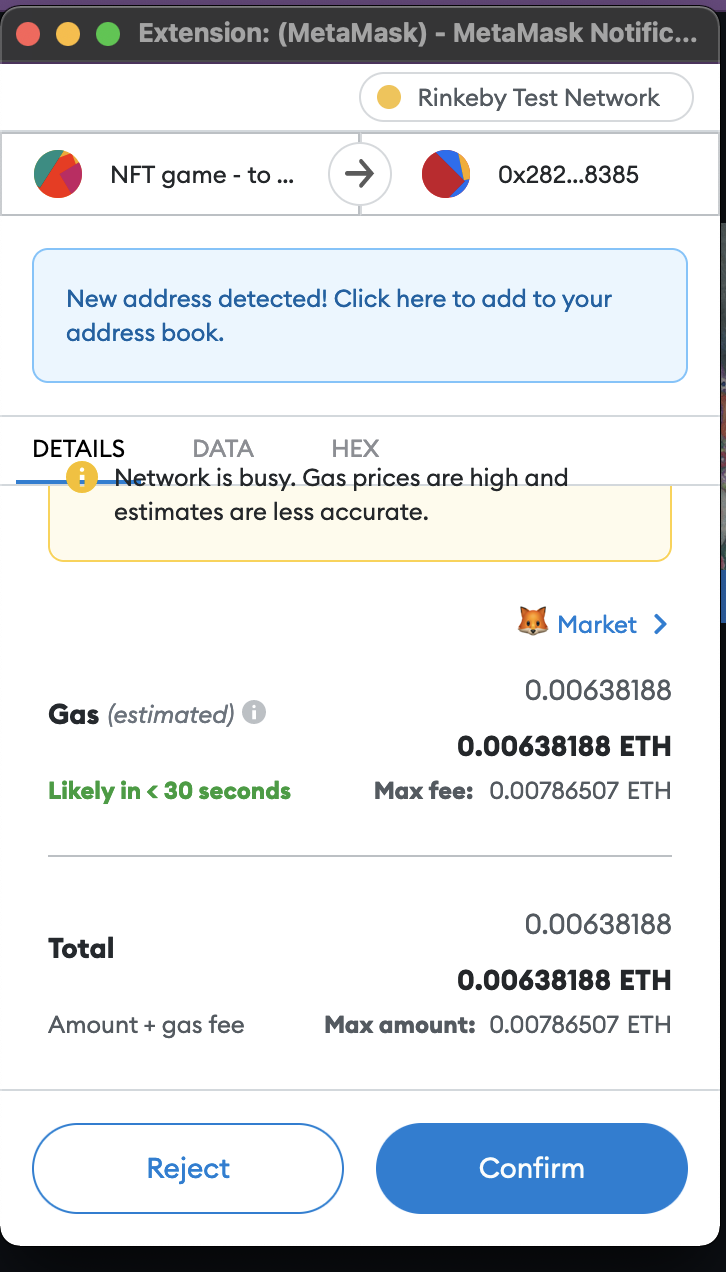 Extension: (MetaMask) - MetaMask Notific...
Rinkeby Test Network
NFT game - to ...
0x282...8385
New address detected! Click here to add to your
address book.
DETAILS
DATA
HEX
Network is busy. Gas prices are high and
estimates are less accurate.
Market
0.00638188
Gas (estimated)
0.00638188 ETH
Likely in < 30 seconds
Max fee: 0.00786507 ETH
0.00638188
Total
0.00638188 ETH
Amount + gas fee
Max amount: 0.00786507 ETH
Reject
Confirm